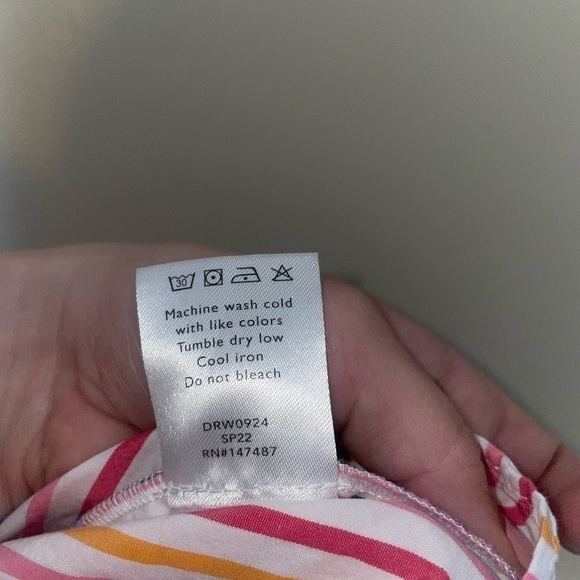 30
Machine wash cold
with like colors
Tumble dry low
Cool iron
Do not bleach
DRW0924
SP22
RN#147487